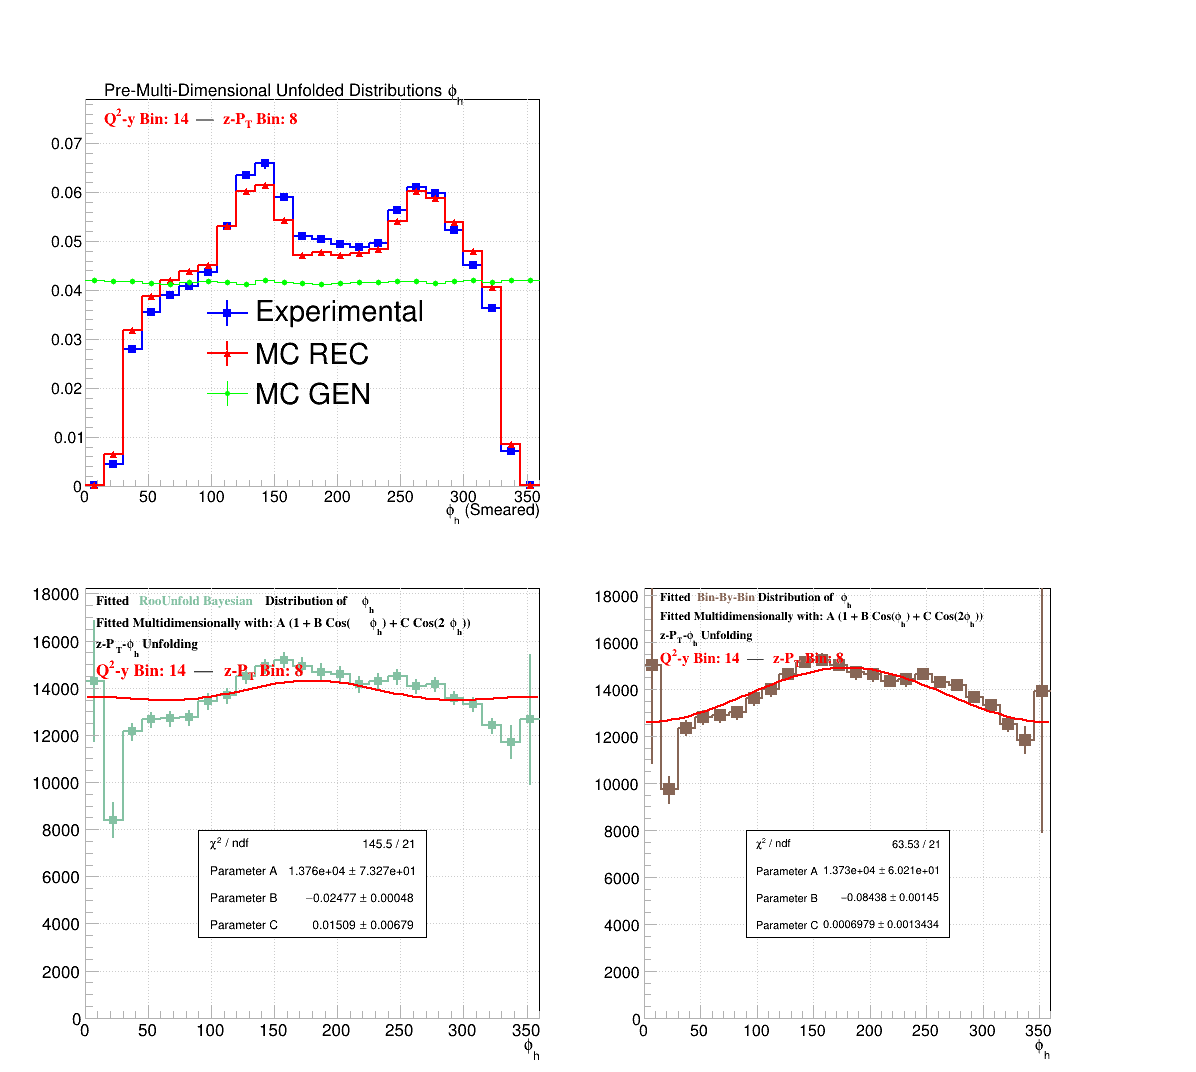 Pre-Multi-Dimensional Unfolded Distributions ϕh
Q2-y Bin: 14 — z-PT Bin: 8
0.07
0.06
0.05
0.04
0.03
0.02
0.01
0
Experimental
MC REC
MC GEN
0 50 100 150 200 250 300 350
ϕh (Smeared)
Fitted RooUnfold Bayesian Distribution of ϕh
Fitted Multidimensionally with: A (1 + B Cos( ϕh) + C Cos(2 ϕh))
z-PT-ϕh Unfolding
Q2-y Bin: 14 — z-PT Bin: 8
18000
16000
14000
12000
10000
8000
6000
4000
2000
0
χ2 / ndf 145.5 / 21
Parameter A 1.376e+04 ± 7.327e+01
Parameter B −0.02477 ± 0.00048
Parameter C 0.01509 ± 0.00679
0 50 100 150 200 250 300 350
ϕh
Fitted Bin-By-Bin Distribution of ϕh
Fitted Multidimensionally with: A (1 + B Cos(ϕh) + C Cos(2ϕh))
z-PT-ϕh Unfolding
Q2-y Bin: 14 — z-PT Bin: 8
18000
16000
14000
12000
10000
8000
6000
4000
2000
0
χ2 / ndf 63.53 / 21
Parameter A 1.373e+04 ± 6.021e+01
Parameter B −0.08438 ± 0.00145
Parameter C 0.0006979 ± 0.0013434
0 50 100 150 200 250 300 350
ϕh